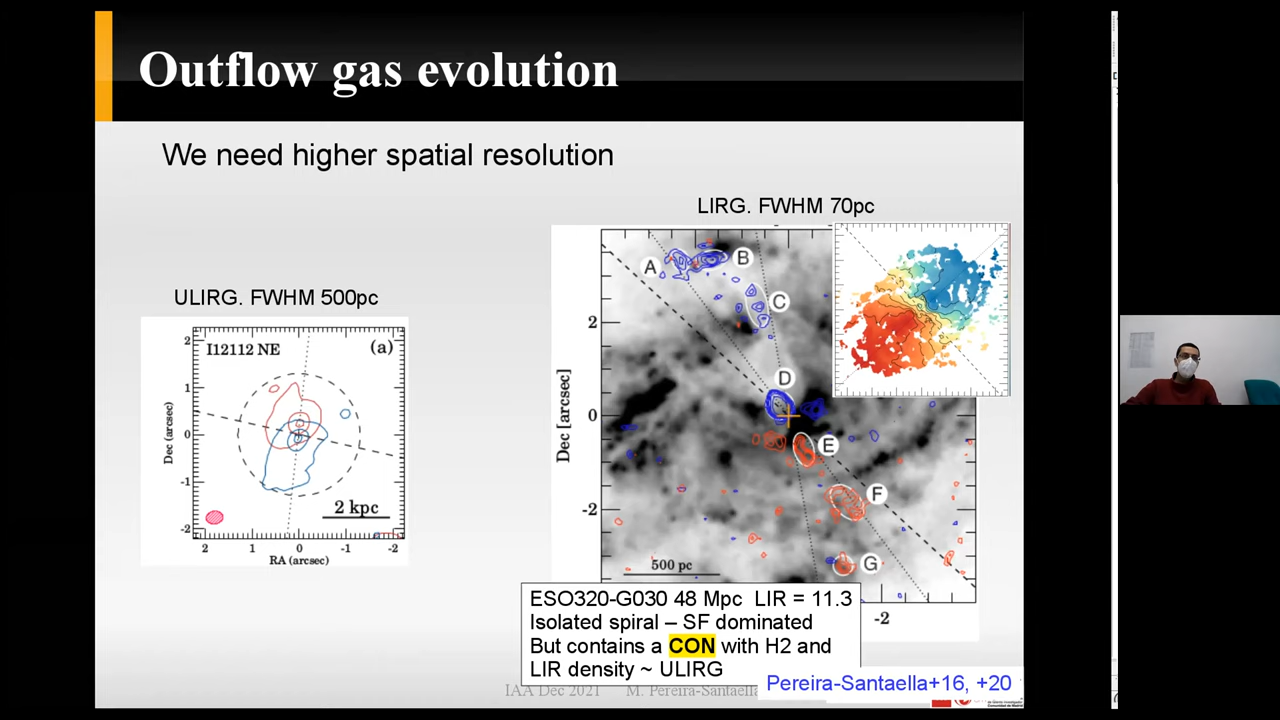 Outflow gas evolution
We need higher spatial resolution
LIRG. FWHM 70pc
ULIRG. FWHM 500pc
I12112 NE
(a)
2
1
0
-1
-2
Dec (arcsec)
2 kpc
2 1 0 -1 -2
RA (arcsec)
A
B
C
D
E
F
G
2
0
-2
Dec [arcsec]
500 pc
-2
ESO320-G030 48 Mpc LIR = 11.3
Isolated spiral – SF dominated
But contains a CON with H2 and
LIR density ~ ULIRG
IAA Dec 2021 M. Pereira-Santaella
Pereira-Santaella+16, +20